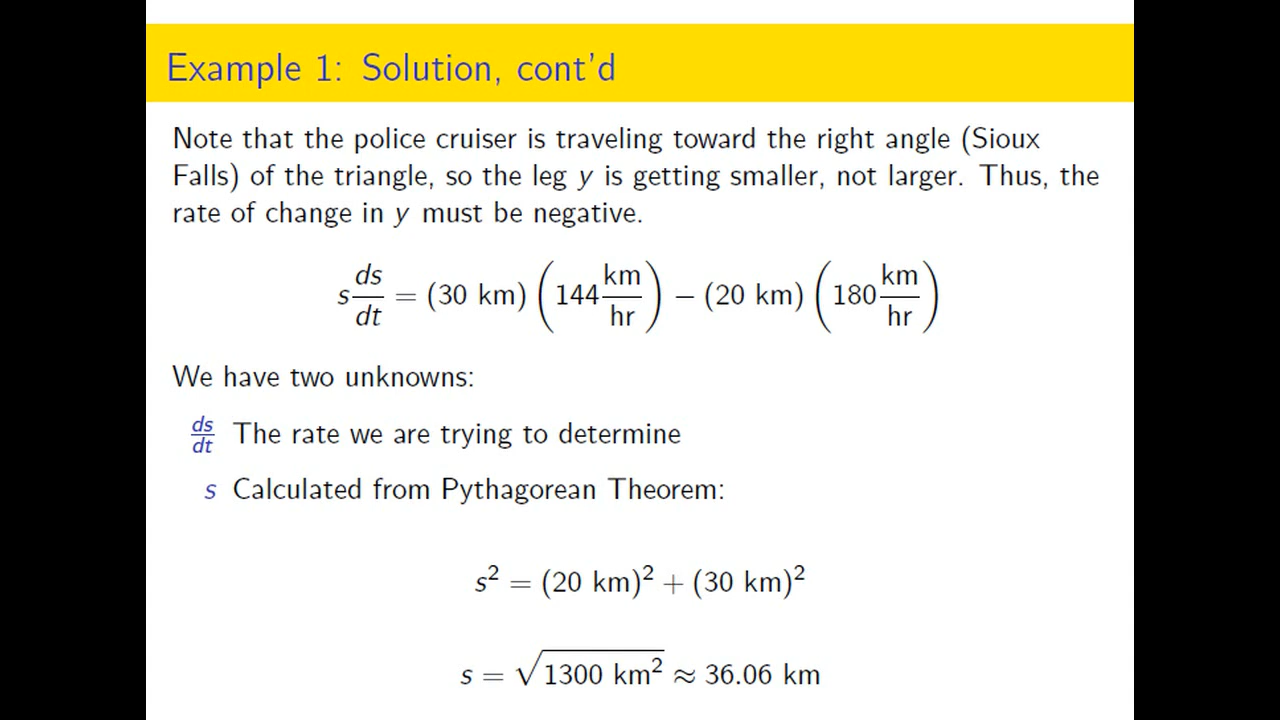 Example 1: Solution, cont'd
Note that the police cruiser is traveling toward the right angle (Sioux
Falls) of the triangle, so the leg y is getting smaller, not larger. Thus, the
rate of change in y must be negative.
s ds/dt = (30 km) (144 km/hr) − (20 km) (180 km/hr)
We have two unknowns:
ds/dt The rate we are trying to determine
s Calculated from Pythagorean Theorem:
s² = (20 km)² + (30 km)²
s = √1300 km² ≈ 36.06 km